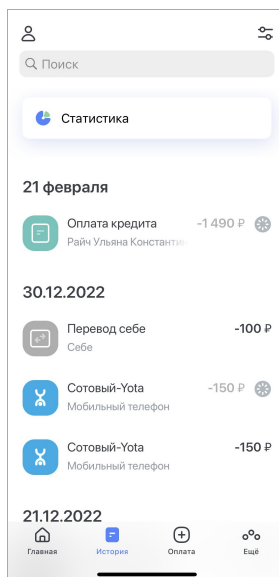 Поиск
Статистика
21 февраля
Оплата кредита -1 490 ₽
Райч Ульяна Константин
30.12.2022
Перевод себе -100 ₽
Себе
Сотовый-Yota -150 ₽
Мобильный телефон
Сотовый-Yota -150 ₽
Мобильный телефон
21.12.2022
Главная История Оплата Ещё